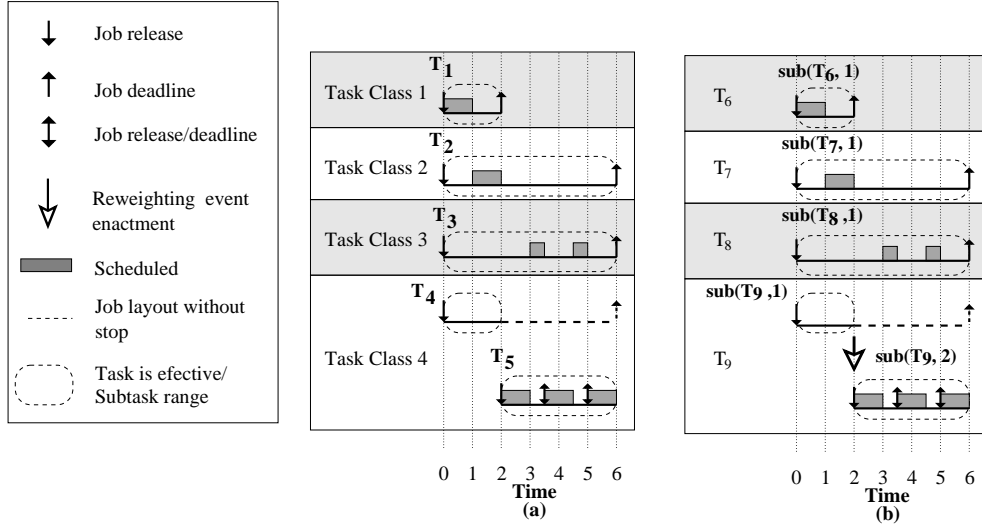 Job release
Job deadline
Job release/deadline
Reweighting event
enactment
Scheduled
Job layout without
stop
Task is efective/
Subtask range
T1
Task Class 1
T2
Task Class 2
T3
Task Class 3
T4
Task Class 4
T5
0 1 2 3 4 5 6
Time
(a)
sub(T6, 1)
T6
sub(T7, 1)
T7
sub(T8,1)
T8
sub(T9 ,1)
sub(T9, 2)
T9
0 1 2 3 4 5 6
Time
(b)